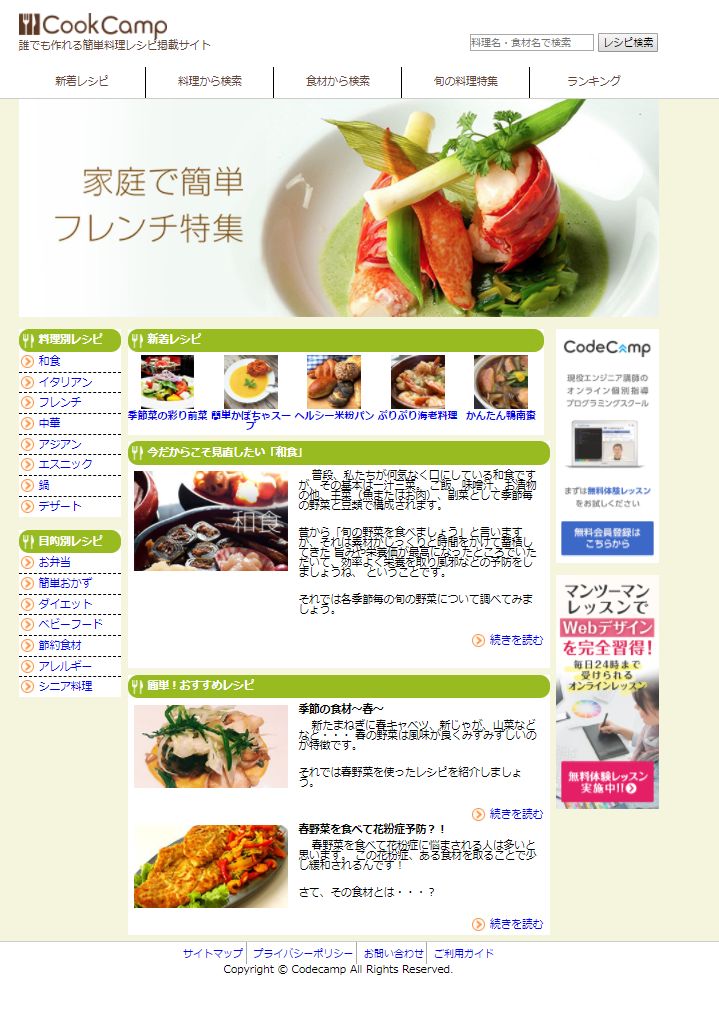 CookCamp
誰でも作れる簡単料理レシピ掲載サイト
料理名・食材名で検索
レシピ検索
新着レシピ
料理から検索
食材から検索
旬の料理特集
ランキング
家庭で簡単
フレンチ特集
料理別レシピ
和食
イタリアン
フレンチ
中華
アジアン
エスニック
鍋
デザート
目的別レシピ
お弁当
簡単おかず
ダイエット
ベビーフード
節約食材
アレルギー
シニア料理
新着レシピ
季節菜の彩り前菜
簡単かぼちゃスー
プ
ヘルシー米粉パン
ぷりぷり海老料理
かんたん鴨南蛮
今だからこそ見直したい「和食」
和食
普段、私たちが何気なく口にしている和食です
が、その基本は一汁三菜。ご飯、味噌汁、お漬物
の他、主菜（魚またはお肉）、副菜として季節毎
の野菜と豆類で構成されます。
昔から「旬の野菜を食べましょう」と言います
が、それは素材がじっくりと時間をかけて蓄積し
てきた 旨みや栄養価が最高になったところでいた
だいて、効率よく栄養を取り風邪などの予防をし
ましょうね、 ということです。
それでは各季節毎の旬の野菜について調べてみま
しょう。
続きを読む
簡単！おすすめレシピ
季節の食材～春～
新たまねぎに春キャベツ、新じゃが、山菜など
など・・・ 春の野菜は風味が良くみずみずしいの
が特徴です。
それでは春野菜を使ったレシピを紹介しましょ
う。
続きを読む
春野菜を食べて花粉症予防？！
春野菜を食べて花粉症に悩まされる人は多いと
思います。 この花粉症、ある食材を取ることで少
し緩和されるんです！
さて、その食材とは・・・？
続きを読む
CodeCamp
現役エンジニア講師の
オンライン個別指導
プログラミングスクール
まずは無料体験レッスン
をお試しください
無料会員登録は
こちらから
マンツーマン
レッスンで
Webデザイン
を完全習得!
毎日24時まで
受けられる
オンラインレッスン
無料体験レッスン
実施中!!
サイトマップ
プライバシーポリシー
お問い合わせ
ご利用ガイド
Copyright © Codecamp All Rights Reserved.